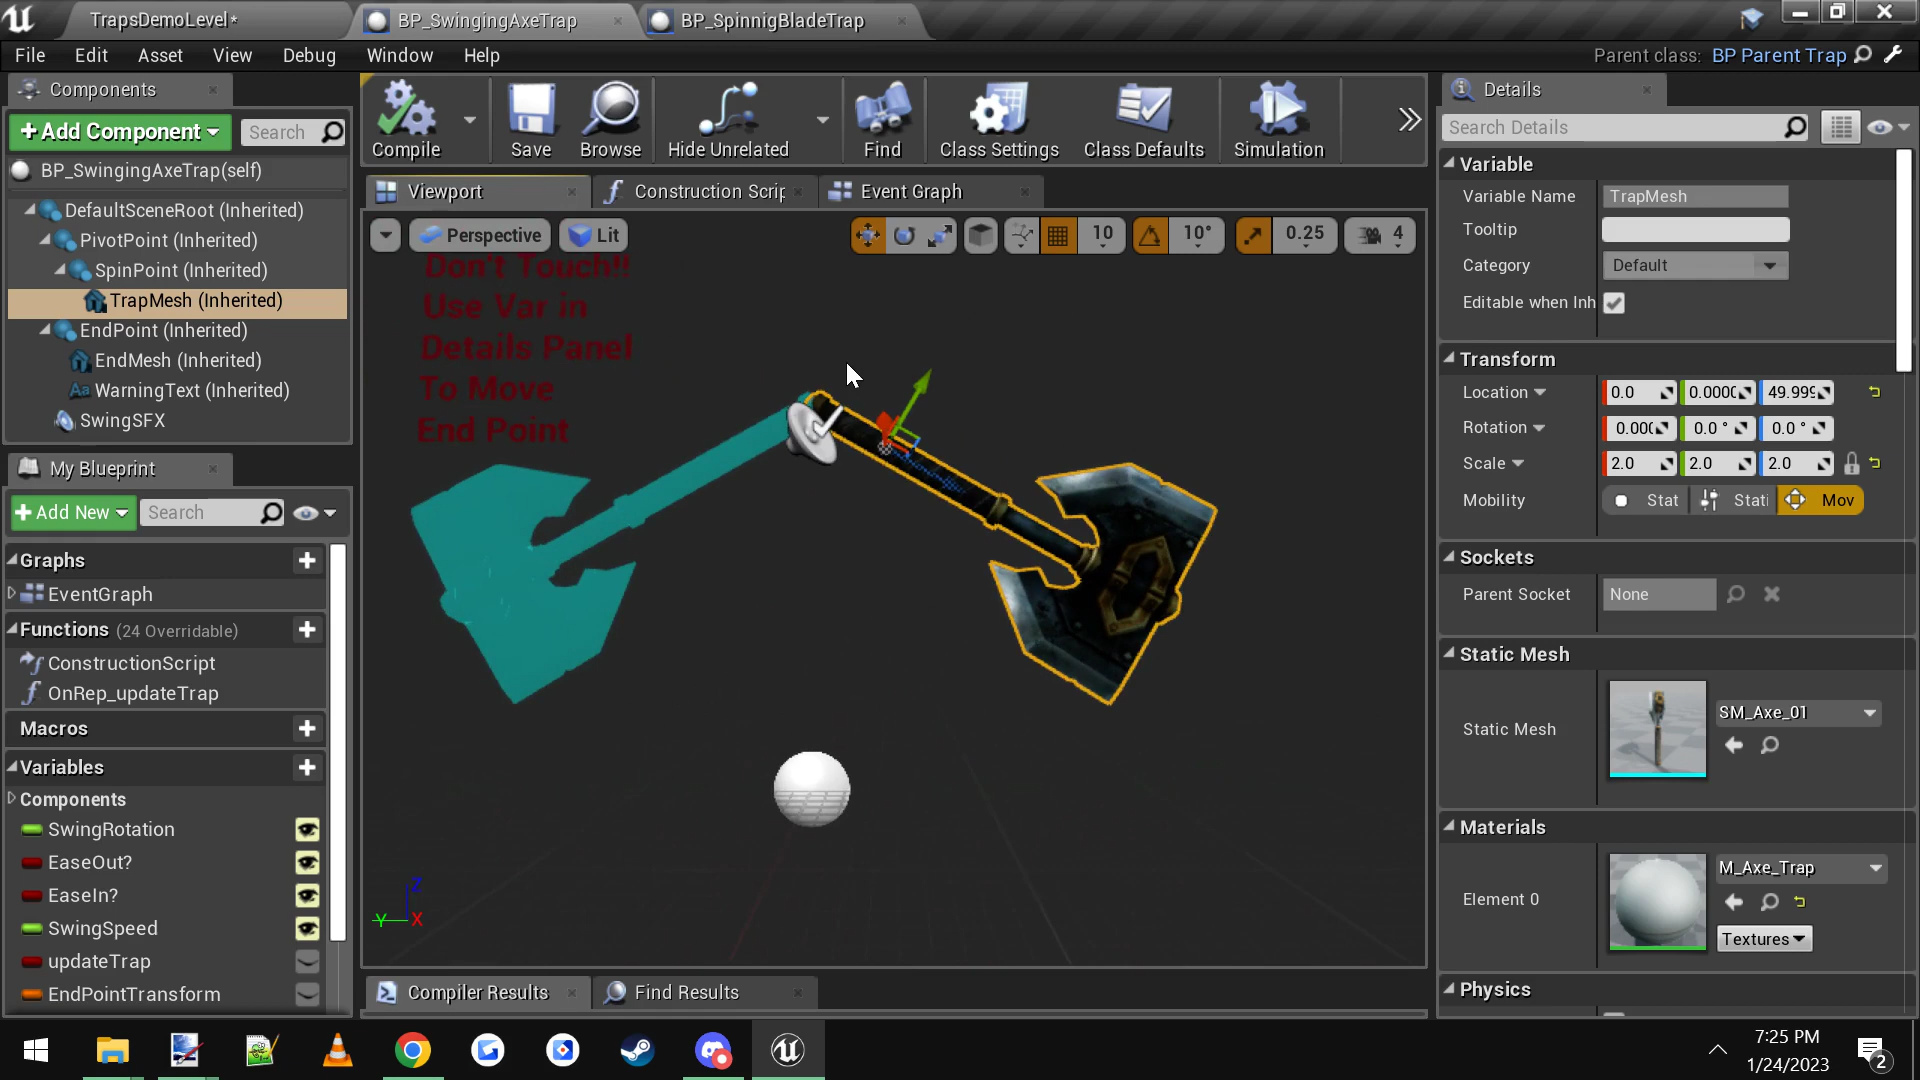 TrapsDemoLevel*
BP_SwingingAxeTrap
BP_SpinnigBladeTrap
File Edit Asset View Debug Window Help
Parent class: BP Parent Trap
Components
Add Component
Search
BP_SwingingAxeTrap(self)
DefaultSceneRoot (Inherited)
PivotPoint (Inherited)
SpinPoint (Inherited)
TrapMesh (Inherited)
EndPoint (Inherited)
EndMesh (Inherited)
WarningText (Inherited)
SwingSFX
My Blueprint
Add New
Search
Graphs
EventGraph
Functions (24 Overridable)
ConstructionScript
OnRep_updateTrap
Macros
Variables
Components
SwingRotation
EaseOut?
EaseIn?
SwingSpeed
updateTrap
EndPointTransform
Compile
Save
Browse
Hide Unrelated
Find
Class Settings
Class Defaults
Simulation
Viewport
Construction Scrip
Event Graph
Perspective
Lit
10
10°
0.25
4
Don't Touch!!
Use Var in
Details Panel
To Move
End Point
Z
Y
X
Compiler Results
Find Results
Details
Search Details
Variable
Variable Name TrapMesh
Tooltip
Category Default
Editable when Inh
Transform
Location 0.0 0.000 49.999
Rotation 0.000 0.0 ° 0.0 °
Scale 2.0 2.0 2.0
Mobility Stat Stati Mov
Sockets
Parent Socket None
Static Mesh
Static Mesh SM_Axe_01
Materials
Element 0 M_Axe_Trap
Textures
Physics
7:25 PM
1/24/2023
2